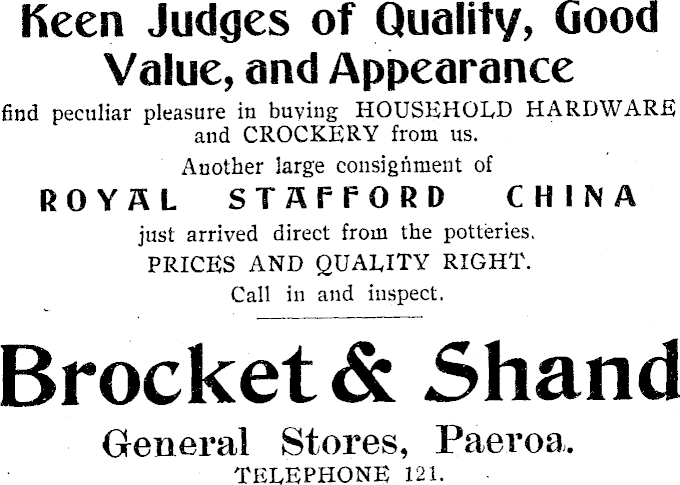 Keen Judges of Quality, Good
Value, and Appearance
find peculiar pleasure in buying HOUSEHOLD HARDWARE
and CROCKERY from us.
Another large consignment of
ROYAL STAFFORD CHINA
just arrived direct from the potteries.
PRICES AND QUALITY RIGHT.
Call in and inspect.
Brocket & Shand
General Stores, Paeroa.
TELEPHONE 121.